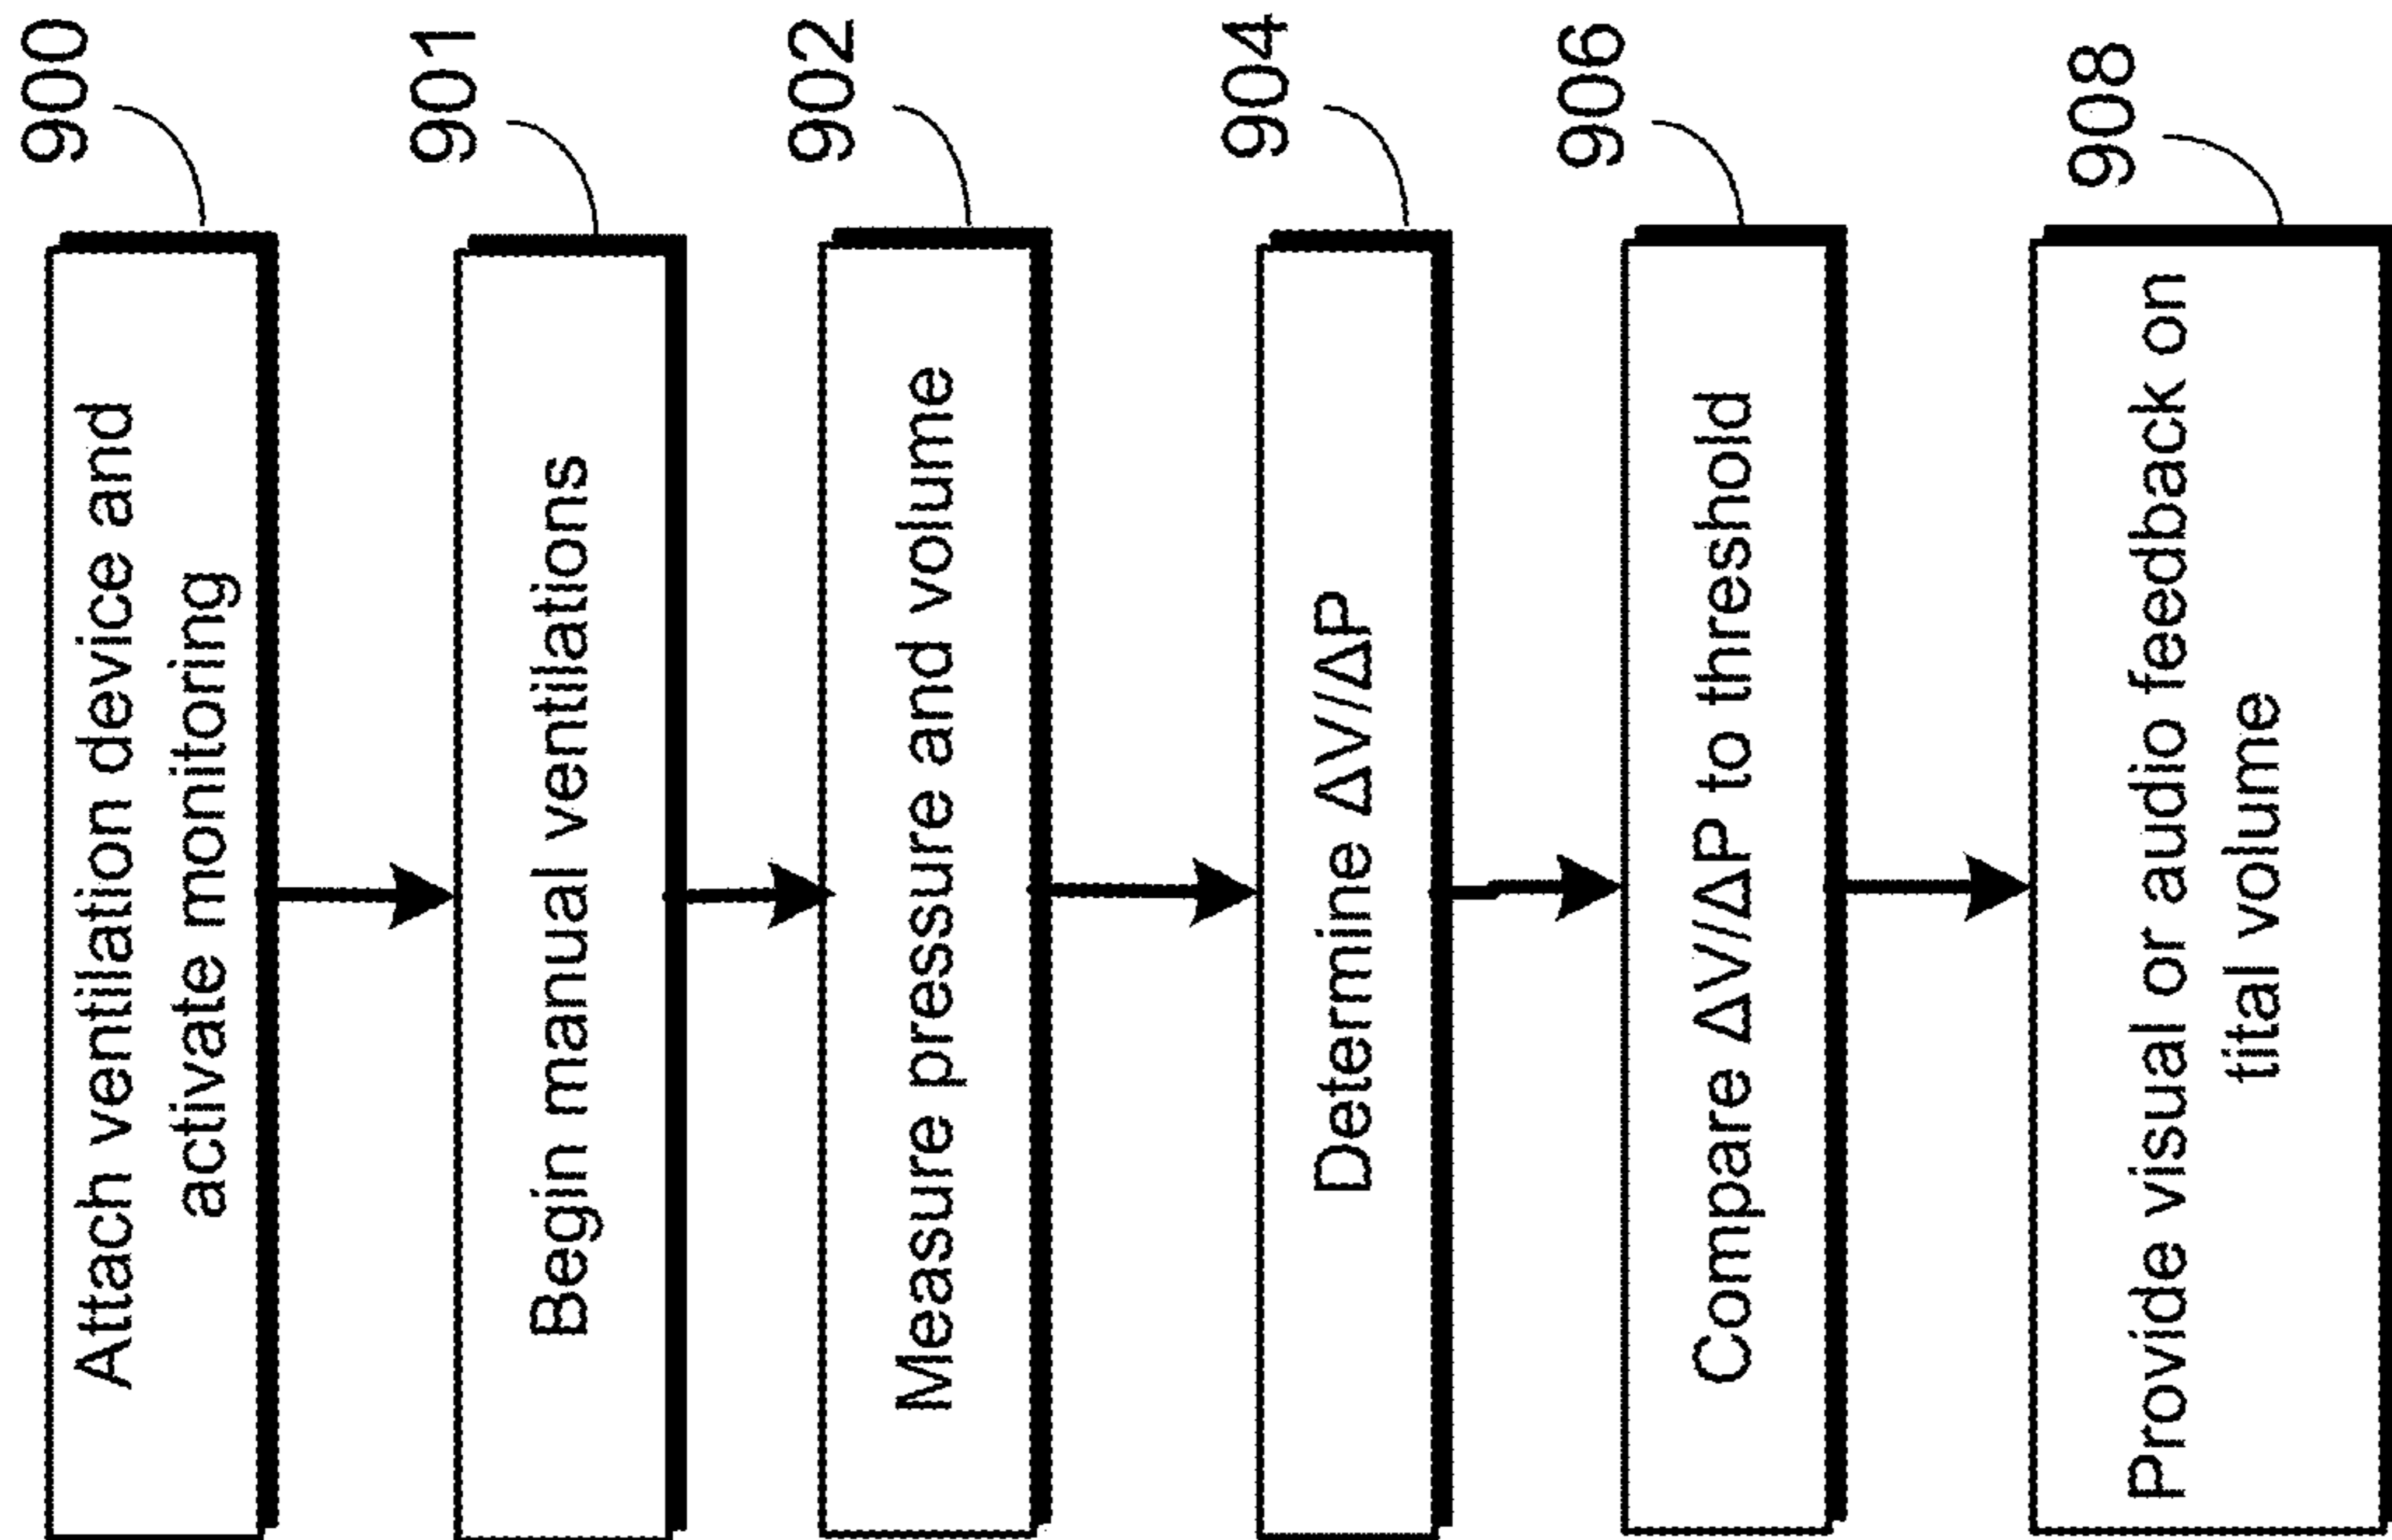 900
Attach ventilation device and
activate monitoring
901
Begin manual ventilations
902
Measure pressure and volume
904
Determine ΔV/ΔP
906
Compare ΔV/ΔP to threshold
908
Provide visual or audio feedback on
tital volume